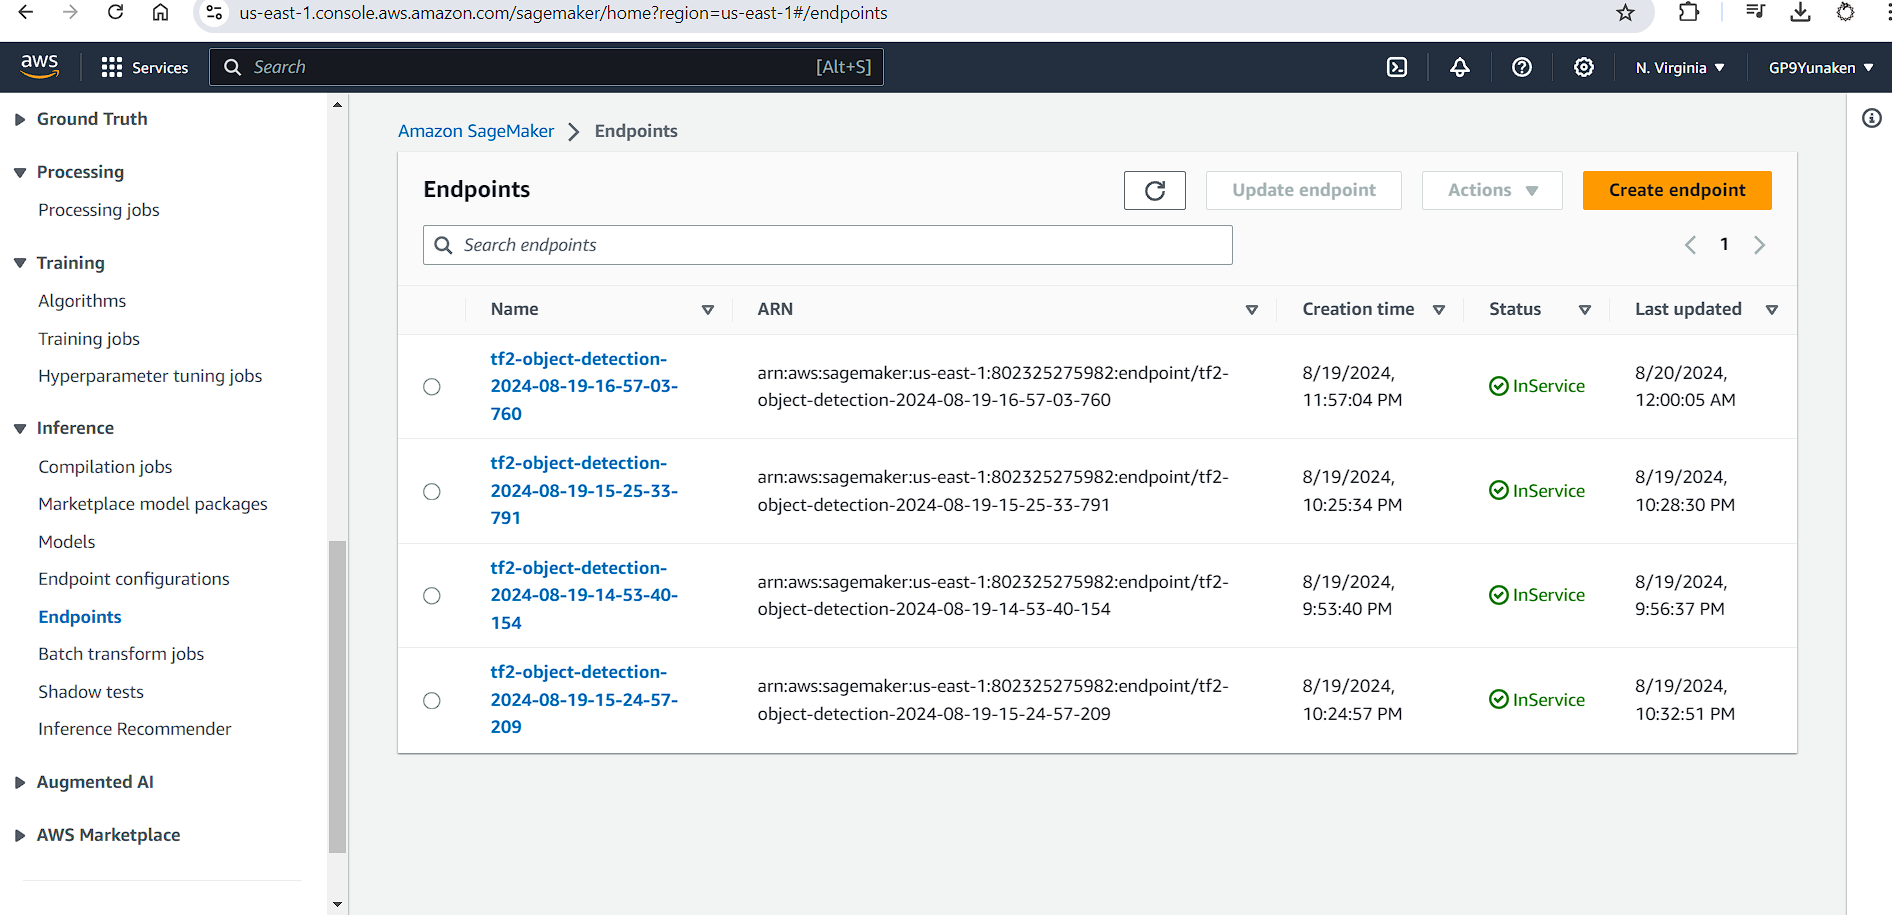 us-east-1.console.aws.amazon.com/sagemaker/home?region=us-east-1#/endpoints
aws
Services
Search
[Alt+S]
N. Virginia
GP9Yunaken
Ground Truth
Processing
Processing jobs
Training
Algorithms
Training jobs
Hyperparameter tuning jobs
Inference
Compilation jobs
Marketplace model packages
Models
Endpoint configurations
Endpoints
Batch transform jobs
Shadow tests
Inference Recommender
Augmented AI
AWS Marketplace
Amazon SageMaker > Endpoints
Endpoints
Update endpoint
Actions
Create endpoint
Search endpoints
1
Name
ARN
Creation time
Status
Last updated
tf2-object-detection-
2024-08-19-16-57-03-
760
arn:aws:sagemaker:us-east-1:802325275982:endpoint/tf2-
object-detection-2024-08-19-16-57-03-760
8/19/2024,
11:57:04 PM
InService
8/20/2024,
12:00:05 AM
tf2-object-detection-
2024-08-19-15-25-33-
791
arn:aws:sagemaker:us-east-1:802325275982:endpoint/tf2-
object-detection-2024-08-19-15-25-33-791
8/19/2024,
10:25:34 PM
InService
8/19/2024,
10:28:30 PM
tf2-object-detection-
2024-08-19-14-53-40-
154
arn:aws:sagemaker:us-east-1:802325275982:endpoint/tf2-
object-detection-2024-08-19-14-53-40-154
8/19/2024,
9:53:40 PM
InService
8/19/2024,
9:56:37 PM
tf2-object-detection-
2024-08-19-15-24-57-
209
arn:aws:sagemaker:us-east-1:802325275982:endpoint/tf2-
object-detection-2024-08-19-15-24-57-209
8/19/2024,
10:24:57 PM
InService
8/19/2024,
10:32:51 PM